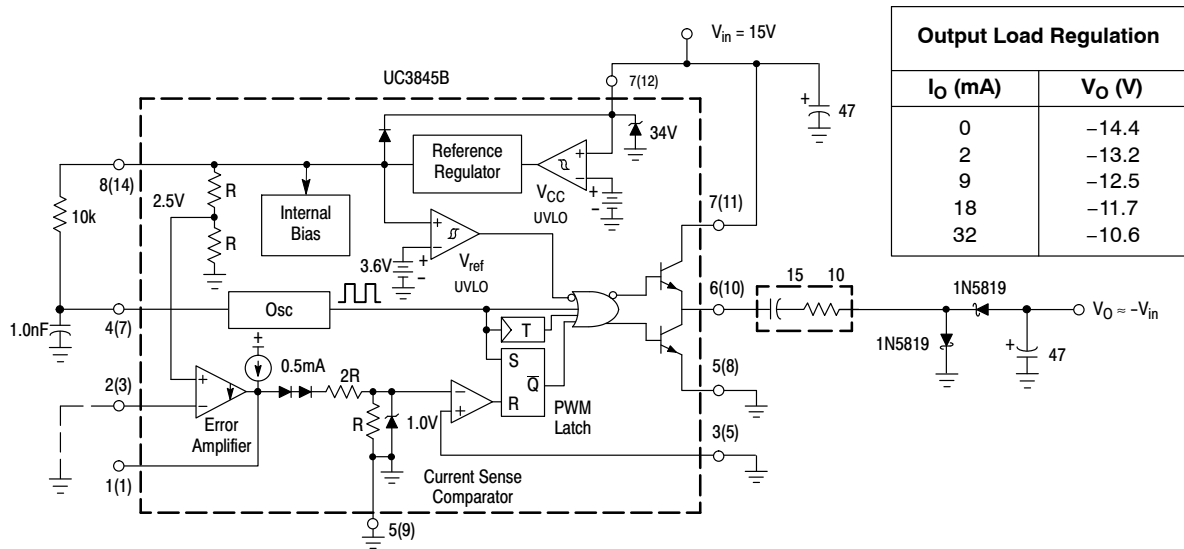 Vin = 15V
Output Load Regulation
IO (mA) VO (V)
0 −14.4
2 −13.2
9 −12.5
18 −11.7
32 −10.6
UC3845B
7(12)
+
47
34V
8(14)
Reference
Regulator
+
−
+
−
VCC
UVLO
2.5V
R
10k
Internal
Bias
R
7(11)
+
−
3.6V
+
−
Vref
UVLO
15 10
6(10)
1N5819
VO ≈ −Vin
4(7)
Osc
1.0nF
T
1N5819
+
47
+
0.5mA
S
5(8)
2(3)
+
−
2R
−
+
Q
R
PWM
Latch
Error
Amplifier
R
1.0V
3(5)
1(1)
Current Sense
Comparator
5(9)